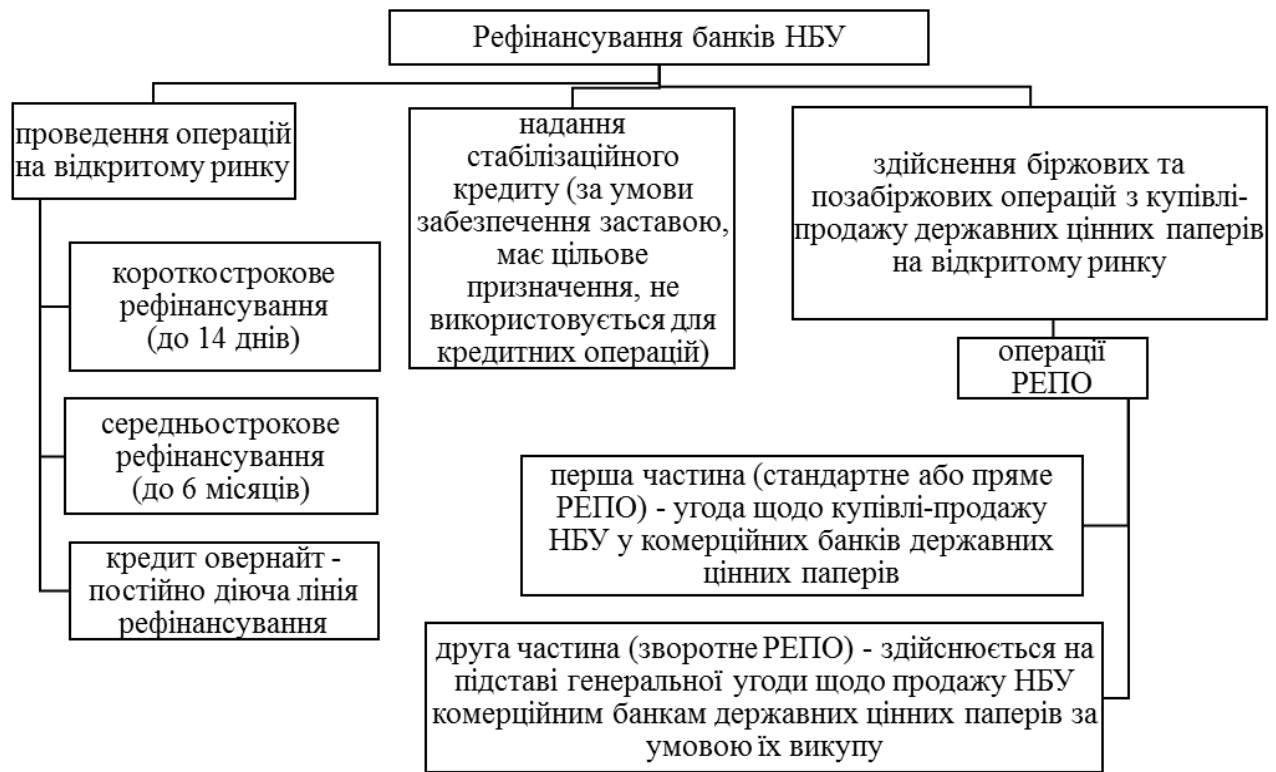 Рефінансування банків НБУ
проведення операцій
на відкритому ринку
короткострокове
рефінансування
(до 14 днів)
середньострокове
рефінансування
(до 6 місяців)
кредит овернайт -
постійно діюча лінія
рефінансування
надання
стабілізаційного
кредиту (за умови
забезпечення заставою,
має цільове
призначення, не
використовується для
кредитних операцій)
здійснення біржових та
позабіржових операцій з купівлі-
продажу державних цінних паперів
на відкритому ринку
операції
РЕПО
перша частина (стандартне або пряме
РЕПО) - угода щодо купівлі-продажу
НБУ у комерційних банків державних
цінних паперів
друга частина (зворотне РЕПО) - здійснюється на
підставі генеральної угоди щодо продажу НБУ
комерційним банкам державних цінних паперів за
умовою їх викупу